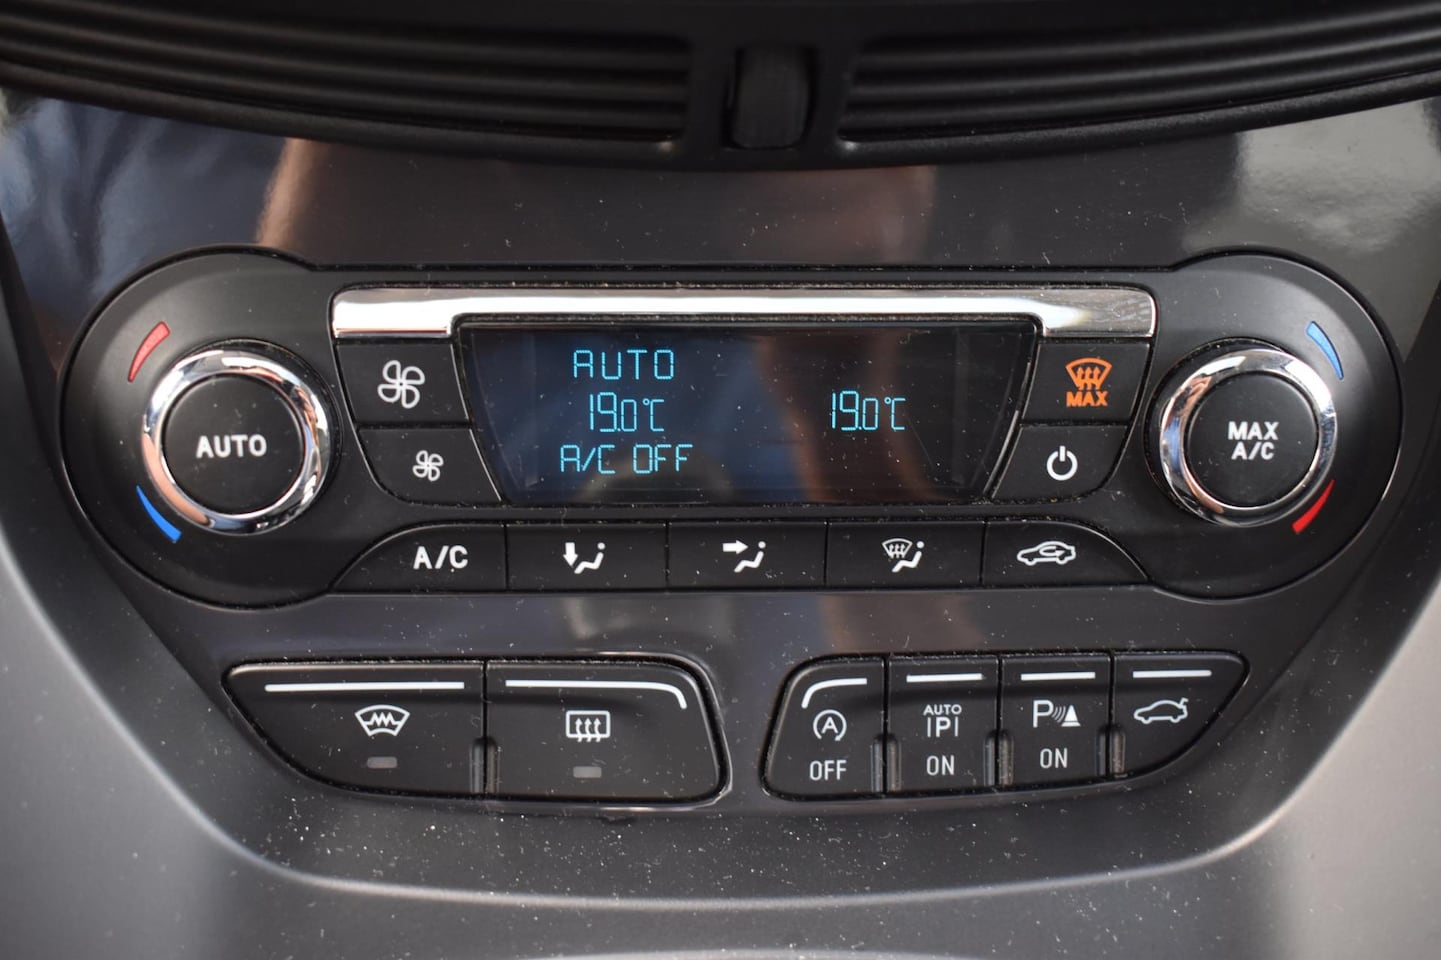 AUTO
19.0°C 19.0°C
A/C OFF
MAX
AUTO
MAX
A/C
A/C
A
OFF
AUTO
P
ON
P
ON